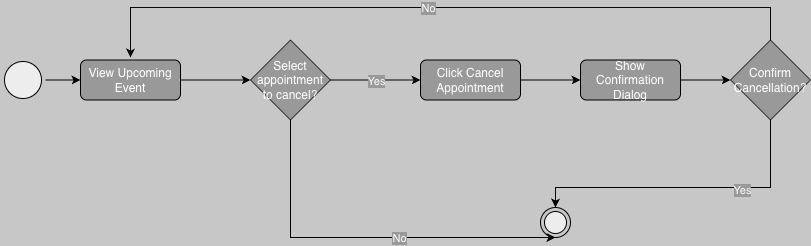 No
View Upcoming
Event
Select
appointment
to cancel?
Yes
Click Cancel
Appointment
Show
Confirmation
Dialog
Confirm
Cancellation?
Yes
No